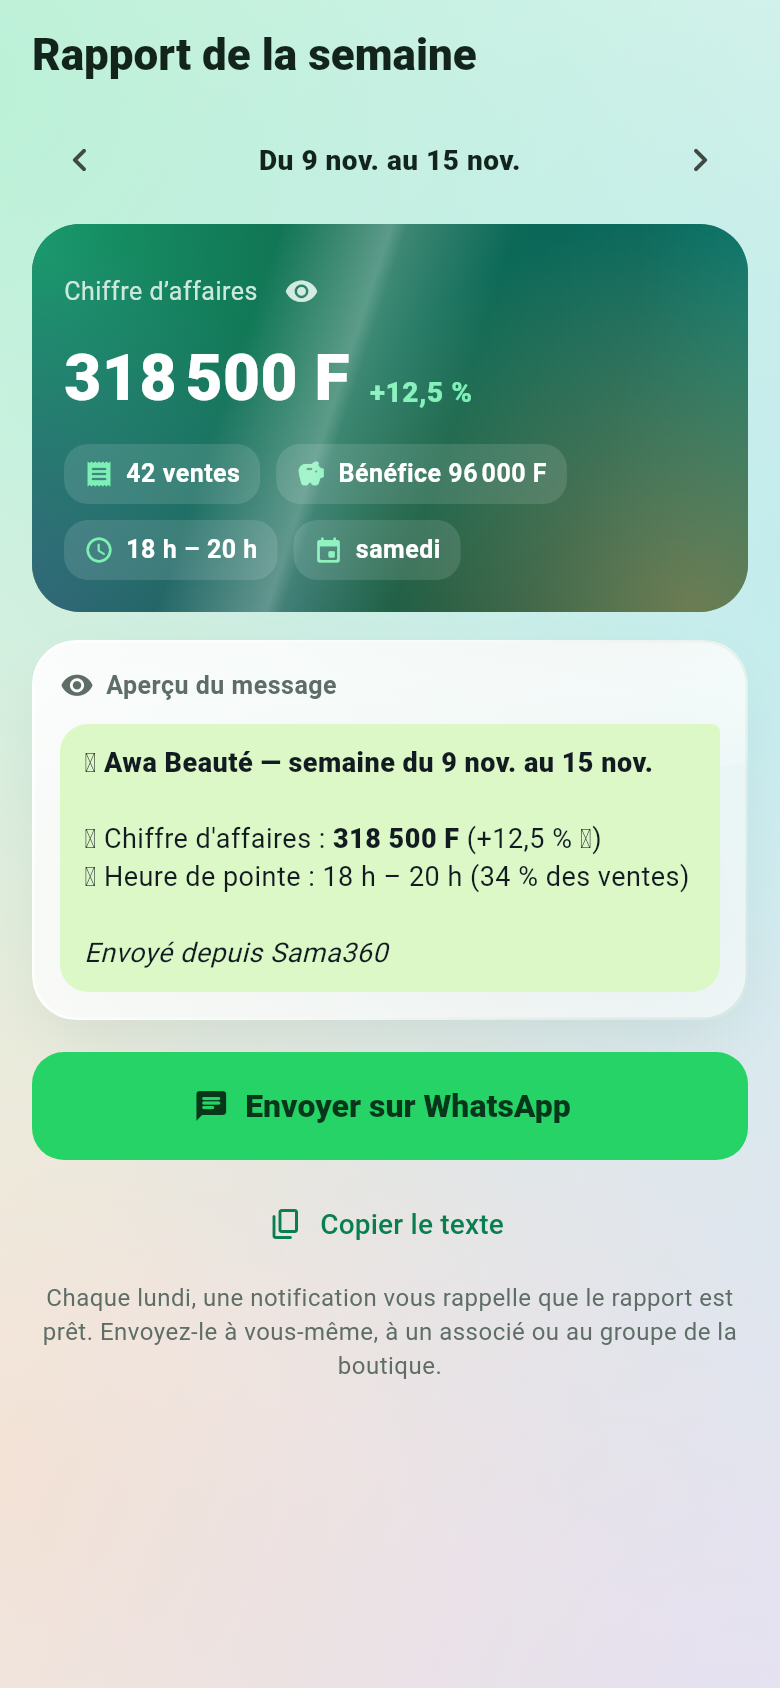 Rapport de la semaine
Du 9 nov. au 15 nov.
Chiffre d’affaires
318 500 F +12,5 %
42 ventes
Bénéfice 96 000 F
18 h – 20 h
samedi
Aperçu du message
Awa Beauté — semaine du 9 nov. au 15 nov.
Chiffre d'affaires : 318 500 F (+12,5 % )
Heure de pointe : 18 h – 20 h (34 % des ventes)
Envoyé depuis Sama360
Envoyer sur WhatsApp
Copier le texte
Chaque lundi, une notification vous rappelle que le rapport est
prêt. Envoyez-le à vous-même, à un associé ou au groupe de la
boutique.